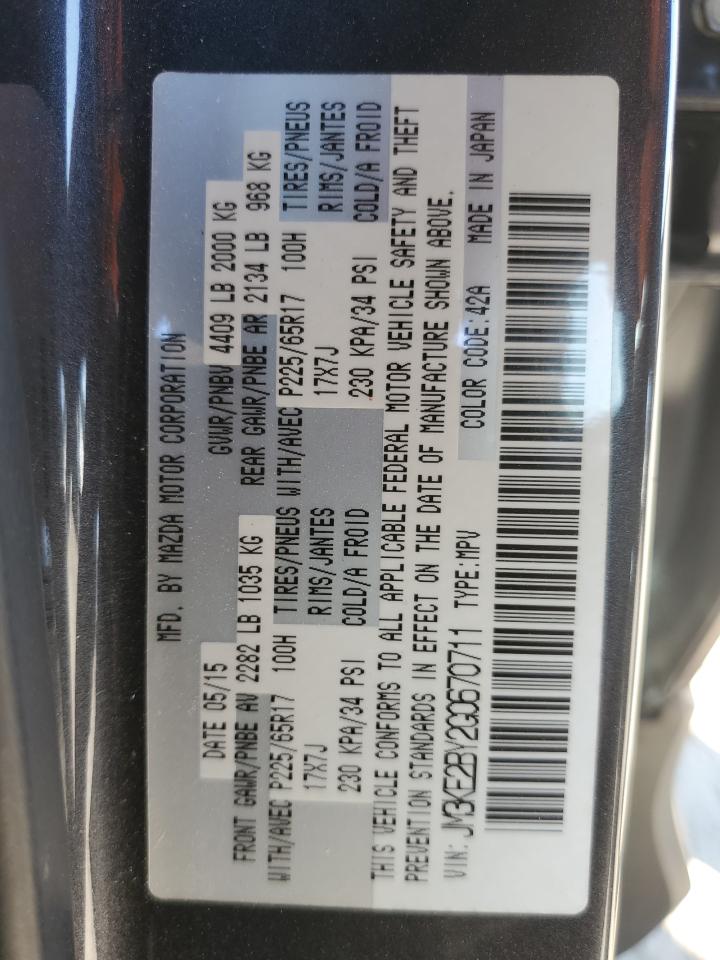 MFD. BY MAZDA MOTOR CORPORATION
DATE 05/15 GVWR/PNBV 4409 LB 2000 KG
FRONT GAWR/PNBE AV 2282 LB 1035 KG REAR GAWR/PNBE AR 2134 LB 968 KG
WITH/AVEC P225/65R17 100H TIRES/PNEUS WITH/AVEC P225/65R17 100H TIRES/PNEUS
17X7J RIMS/JANTES 17X7J RIMS/JANTES
230 KPA/34 PSI COLD/A FROID 230 KPA/34 PSI COLD/A FROID
THIS VEHICLE CONFORMS TO ALL APPLICABLE FEDERAL MOTOR VEHICLE SAFETY AND THEFT
PREVENTION STANDARDS IN EFFECT ON THE DATE OF MANUFACTURE SHOWN ABOVE.
VIN: JM3KE2BY2G0670711 TYPE:MPV COLOR CODE:42A MADE IN JAPAN